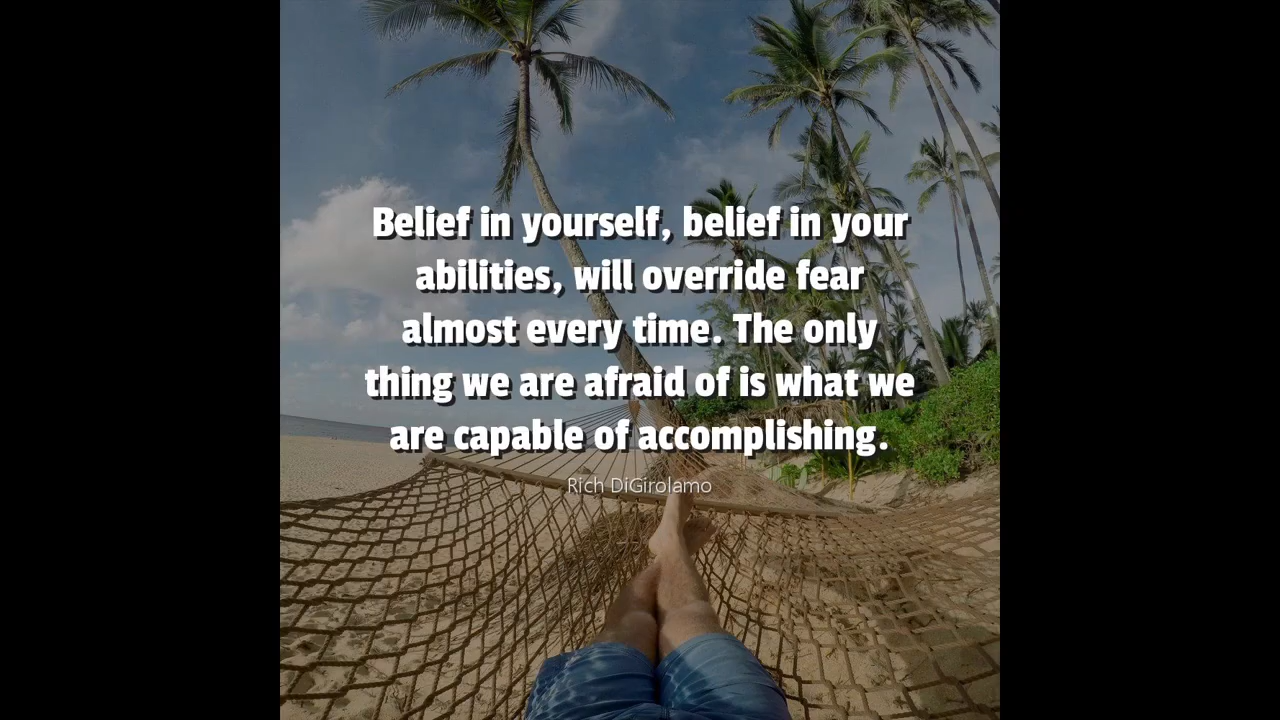 Belief in yourself, belief in your
abilities, will override fear
almost every time. The only
thing we are afraid of is what we
are capable of accomplishing.
Rich DiGirolamo